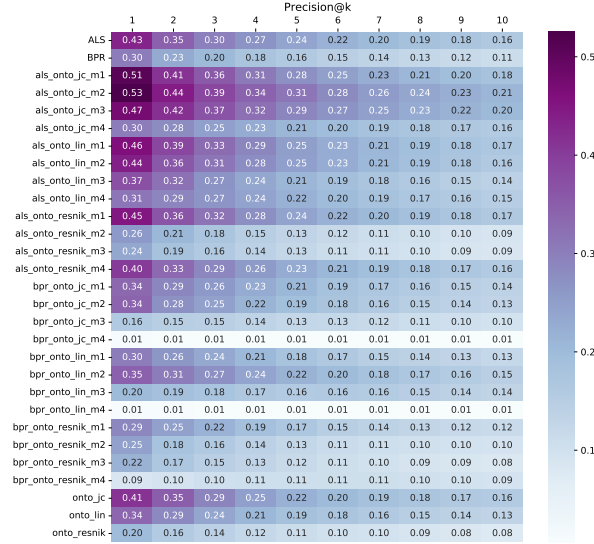 Precision@k
1 2 3 4 5 6 7 8 9 10
ALS 0.43 0.35 0.30 0.27 0.24 0.22 0.20 0.19 0.18 0.16
BPR 0.30 0.23 0.20 0.18 0.16 0.15 0.14 0.13 0.12 0.11
als_onto_jc_m1 0.51 0.41 0.36 0.31 0.28 0.25 0.23 0.21 0.20 0.18
als_onto_jc_m2 0.53 0.44 0.39 0.34 0.31 0.28 0.26 0.24 0.23 0.21
als_onto_jc_m3 0.47 0.42 0.37 0.32 0.29 0.27 0.25 0.23 0.22 0.20
als_onto_jc_m4 0.30 0.28 0.25 0.23 0.21 0.20 0.19 0.18 0.17 0.16
als_onto_lin_m1 0.46 0.39 0.33 0.29 0.25 0.23 0.21 0.19 0.18 0.17
als_onto_lin_m2 0.44 0.36 0.31 0.28 0.25 0.23 0.21 0.19 0.18 0.17
als_onto_lin_m3 0.37 0.32 0.27 0.24 0.21 0.19 0.18 0.16 0.15 0.14
als_onto_lin_m4 0.31 0.29 0.27 0.24 0.22 0.20 0.19 0.17 0.16 0.15
als_onto_resnik_m1 0.45 0.36 0.32 0.28 0.24 0.22 0.20 0.19 0.18 0.17
als_onto_resnik_m2 0.26 0.21 0.18 0.15 0.13 0.12 0.11 0.10 0.10 0.09
als_onto_resnik_m3 0.24 0.19 0.16 0.14 0.13 0.11 0.11 0.10 0.09 0.09
als_onto_resnik_m4 0.40 0.33 0.29 0.26 0.23 0.21 0.19 0.18 0.17 0.16
bpr_onto_jc_m1 0.34 0.29 0.26 0.23 0.21 0.19 0.17 0.16 0.15 0.14
bpr_onto_jc_m2 0.34 0.28 0.25 0.22 0.19 0.18 0.16 0.15 0.14 0.13
bpr_onto_jc_m3 0.16 0.15 0.15 0.14 0.13 0.13 0.12 0.11 0.10 0.10
bpr_onto_jc_m4 0.01 0.01 0.01 0.01 0.01 0.01 0.01 0.01 0.01 0.01
bpr_onto_lin_m1 0.30 0.26 0.24 0.21 0.18 0.17 0.15 0.14 0.13 0.13
bpr_onto_lin_m2 0.35 0.31 0.27 0.24 0.22 0.20 0.18 0.17 0.16 0.15
bpr_onto_lin_m3 0.20 0.19 0.18 0.17 0.16 0.16 0.16 0.15 0.14 0.14
bpr_onto_lin_m4 0.01 0.01 0.01 0.01 0.01 0.01 0.01 0.01 0.01 0.01
bpr_onto_resnik_m1 0.29 0.25 0.22 0.19 0.17 0.15 0.14 0.13 0.12 0.12
bpr_onto_resnik_m2 0.25 0.18 0.16 0.14 0.13 0.11 0.11 0.10 0.10 0.10
bpr_onto_resnik_m3 0.22 0.17 0.15 0.13 0.12 0.11 0.10 0.09 0.09 0.08
bpr_onto_resnik_m4 0.09 0.10 0.10 0.11 0.11 0.11 0.11 0.10 0.10 0.09
onto_jc 0.41 0.35 0.29 0.25 0.22 0.20 0.19 0.18 0.17 0.16
onto_lin 0.34 0.29 0.24 0.21 0.19 0.18 0.16 0.15 0.14 0.13
onto_resnik 0.20 0.16 0.14 0.12 0.11 0.10 0.10 0.09 0.08 0.08
0.5
0.4
0.3
0.2
0.1